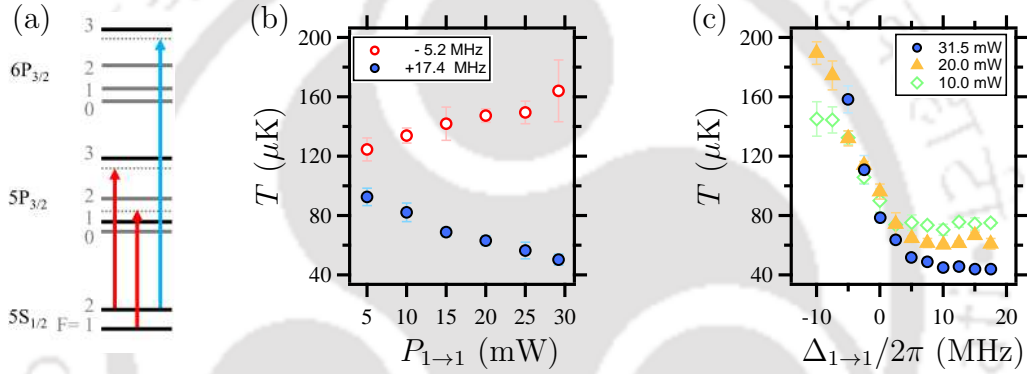 (a)
3
6P3/2
2
1
0
3
5P3/2
2
1
0
2
5S1/2
F= 1
(b)
200
160
120
80
40
T (μK)
- 5.2 MHz
+17.4 MHz
5 10 15 20 25 30
P1→1 (mW)
(c)
200
160
120
80
40
T (μK)
31.5 mW
20.0 mW
10.0 mW
-10 0 10 20
Δ1→1/2π (MHz)